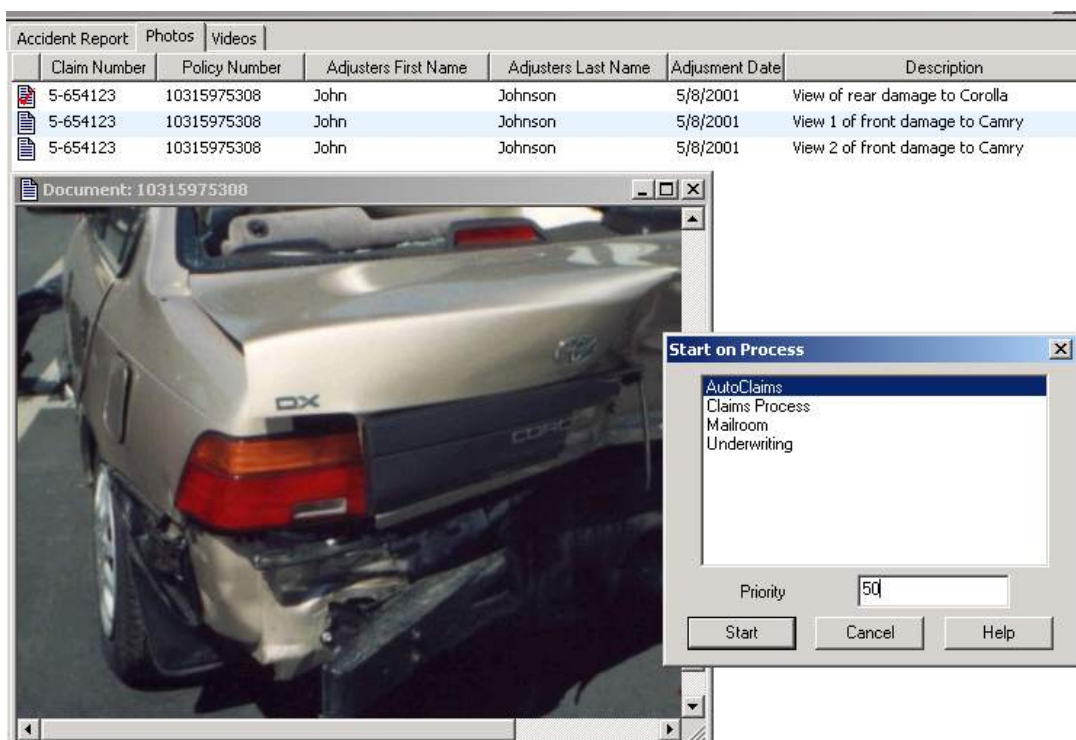 Accident Report Photos Videos
Claim Number Policy Number Adjusters First Name Adjusters Last Name Adjusment Date Description
5-654123 10315975308 John Johnson 5/8/2001 View of rear damage to Corolla
5-654123 10315975308 John Johnson 5/8/2001 View 1 of front damage to Camry
5-654123 10315975308 John Johnson 5/8/2001 View 2 of front damage to Camry
Document: 10315975308
DX
Start on Process
AutoClaims
Claims Process
Mailroom
Underwriting
Priority 50
Start Cancel Help